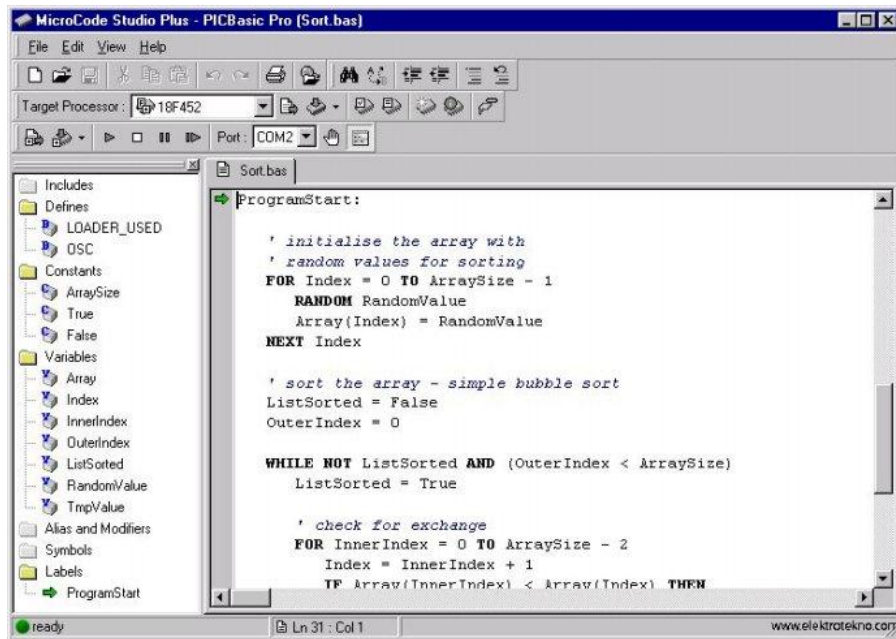 MicroCode Studio Plus - PICBasic Pro (Sort.bas)
File Edit View Help
Target Processor: 18F452
Port: COM2
Includes
Defines
LOADER_USED
OSC
Constants
ArraySize
True
False
Variables
Array
Index
InnerIndex
OuterIndex
ListSorted
RandomValue
TmpValue
Alias and Modifiers
Symbols
Labels
ProgramStart
Sort.bas
ProgramStart:
' initialise the array with
' random values for sorting
FOR Index = 0 TO ArraySize - 1
RANDOM RandomValue
Array(Index) = RandomValue
NEXT Index
' sort the array - simple bubble sort
ListSorted = False
OuterIndex = 0
WHILE NOT ListSorted AND (OuterIndex < ArraySize)
ListSorted = True
' check for exchange
FOR InnerIndex = 0 TO ArraySize - 2
Index = InnerIndex + 1
IF Array(InnerIndex) < Array(Index) THEN
ready
Ln 31 : Col 1
www.elektrotekno.com